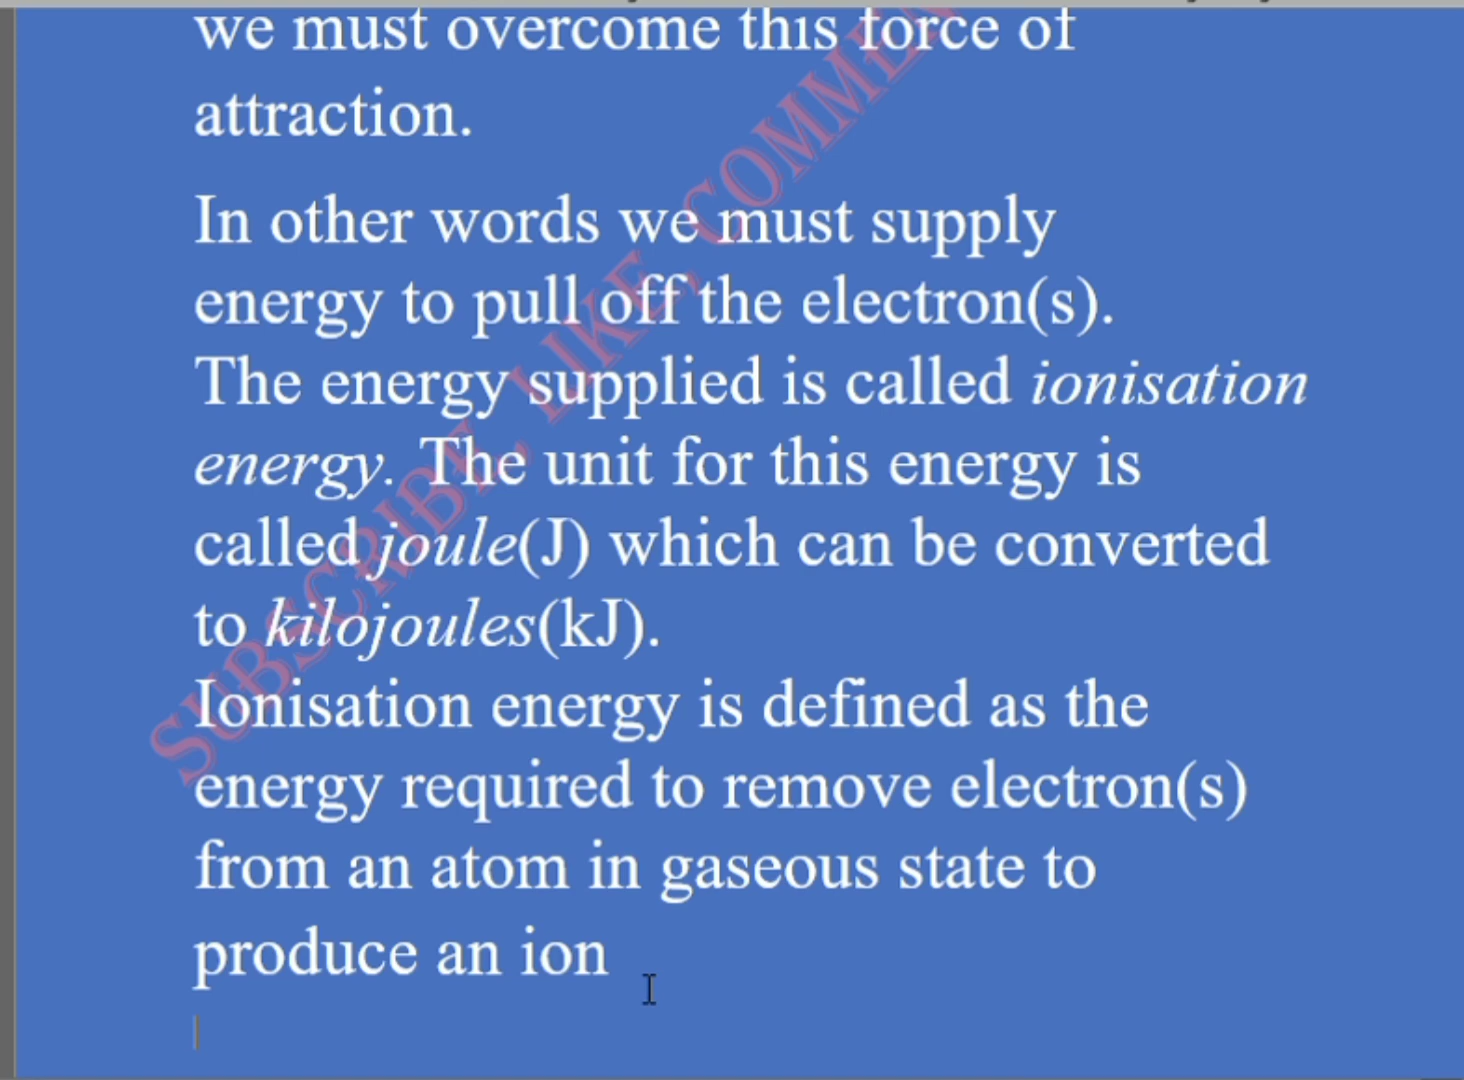 we must overcome this force of
attraction.
In other words we must supply
energy to pull off the electron(s).
The energy supplied is called ionisation
energy. The unit for this energy is
called joule(J) which can be converted
to kilojoules(kJ).
Ionisation energy is defined as the
energy required to remove electron(s)
from an atom in gaseous state to
produce an ion
SUBSCRIBE, LIKE, COMMEN